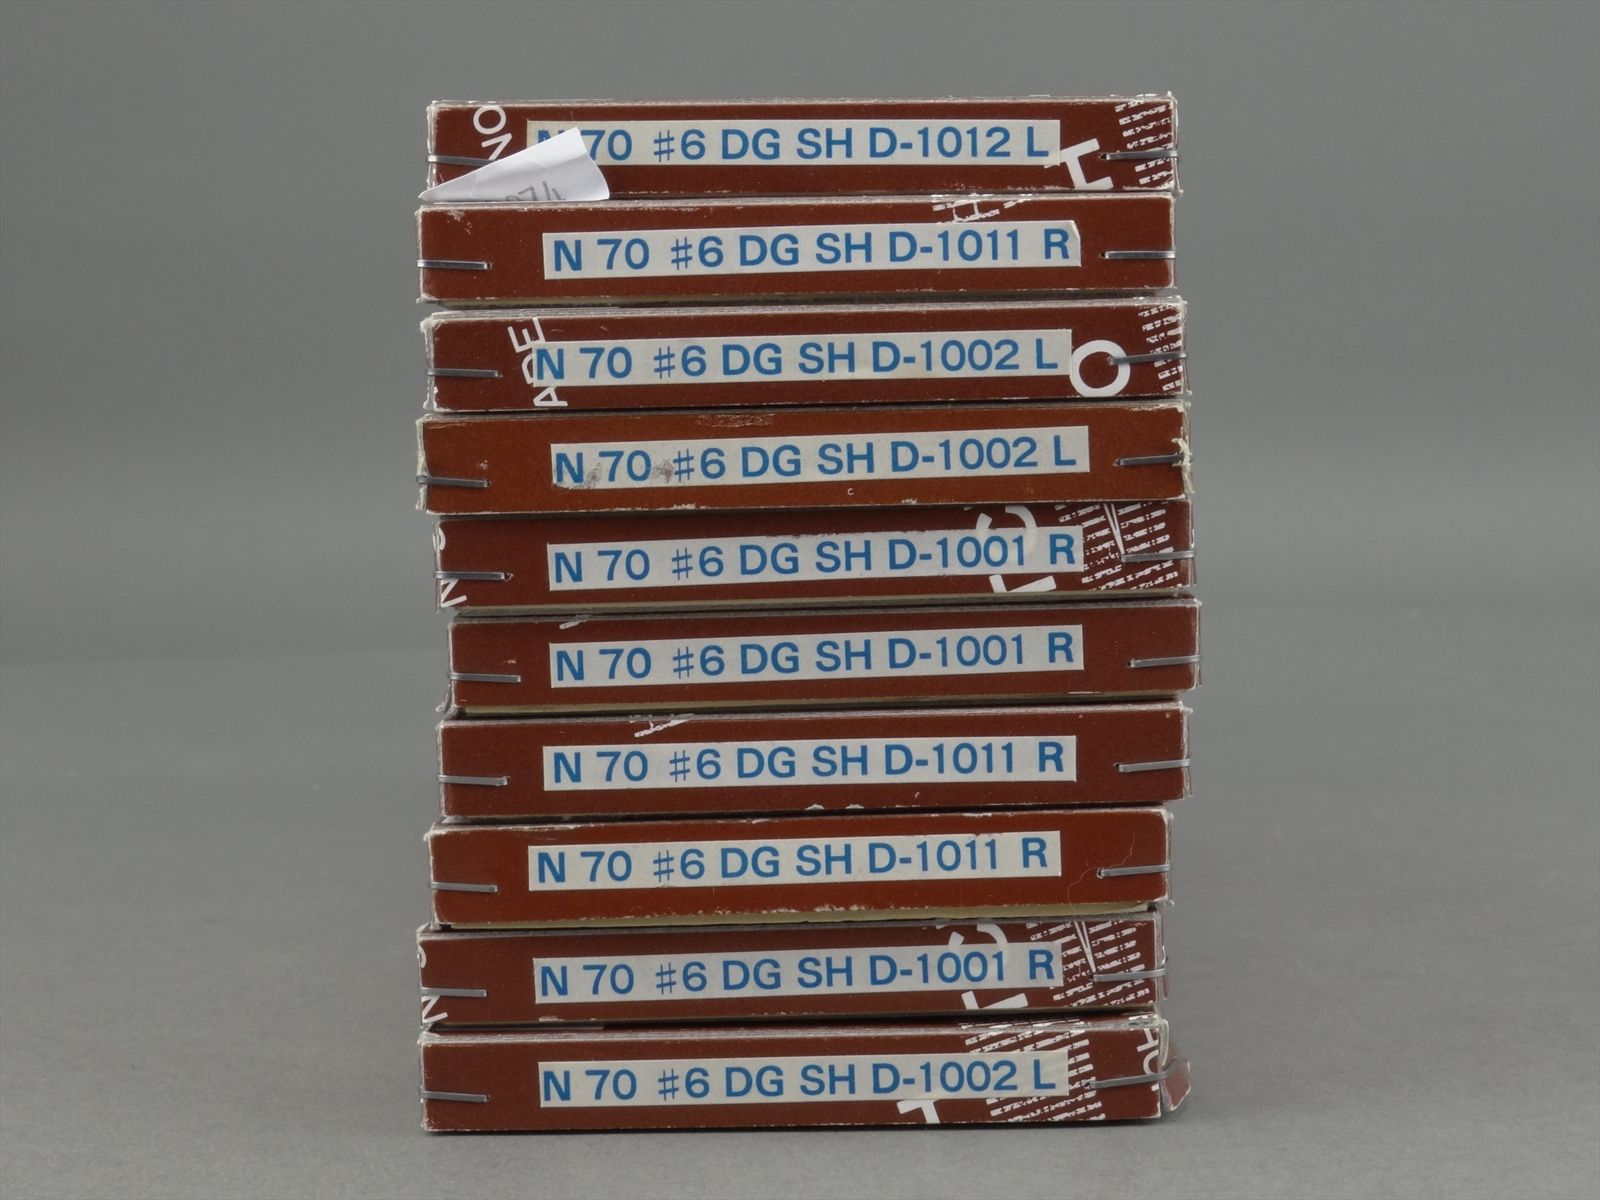 NO
N 70 #6 DG SH D-1012 L
N 70 #6 DG SH D-1011 R
N 70 #6 DG SH D-1002 L
N 70 #6 DG SH D-1002 L
N 70 #6 DG SH D-1001 R
N 70 #6 DG SH D-1001 R
N 70 #6 DG SH D-1011 R
N 70 #6 DG SH D-1011 R
N 70 #6 DG SH D-1001 R
N 70 #6 DG SH D-1002 L